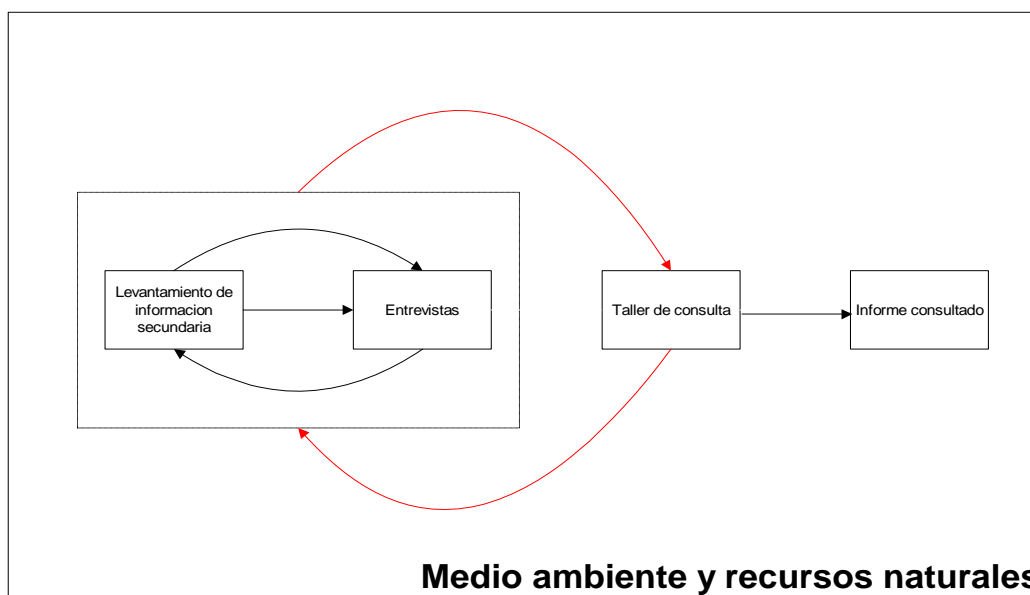 Levantamiento de
informacion
secundaria
Entrevistas
Taller de consulta
Informe consultado
Medio ambiente y recursos naturales